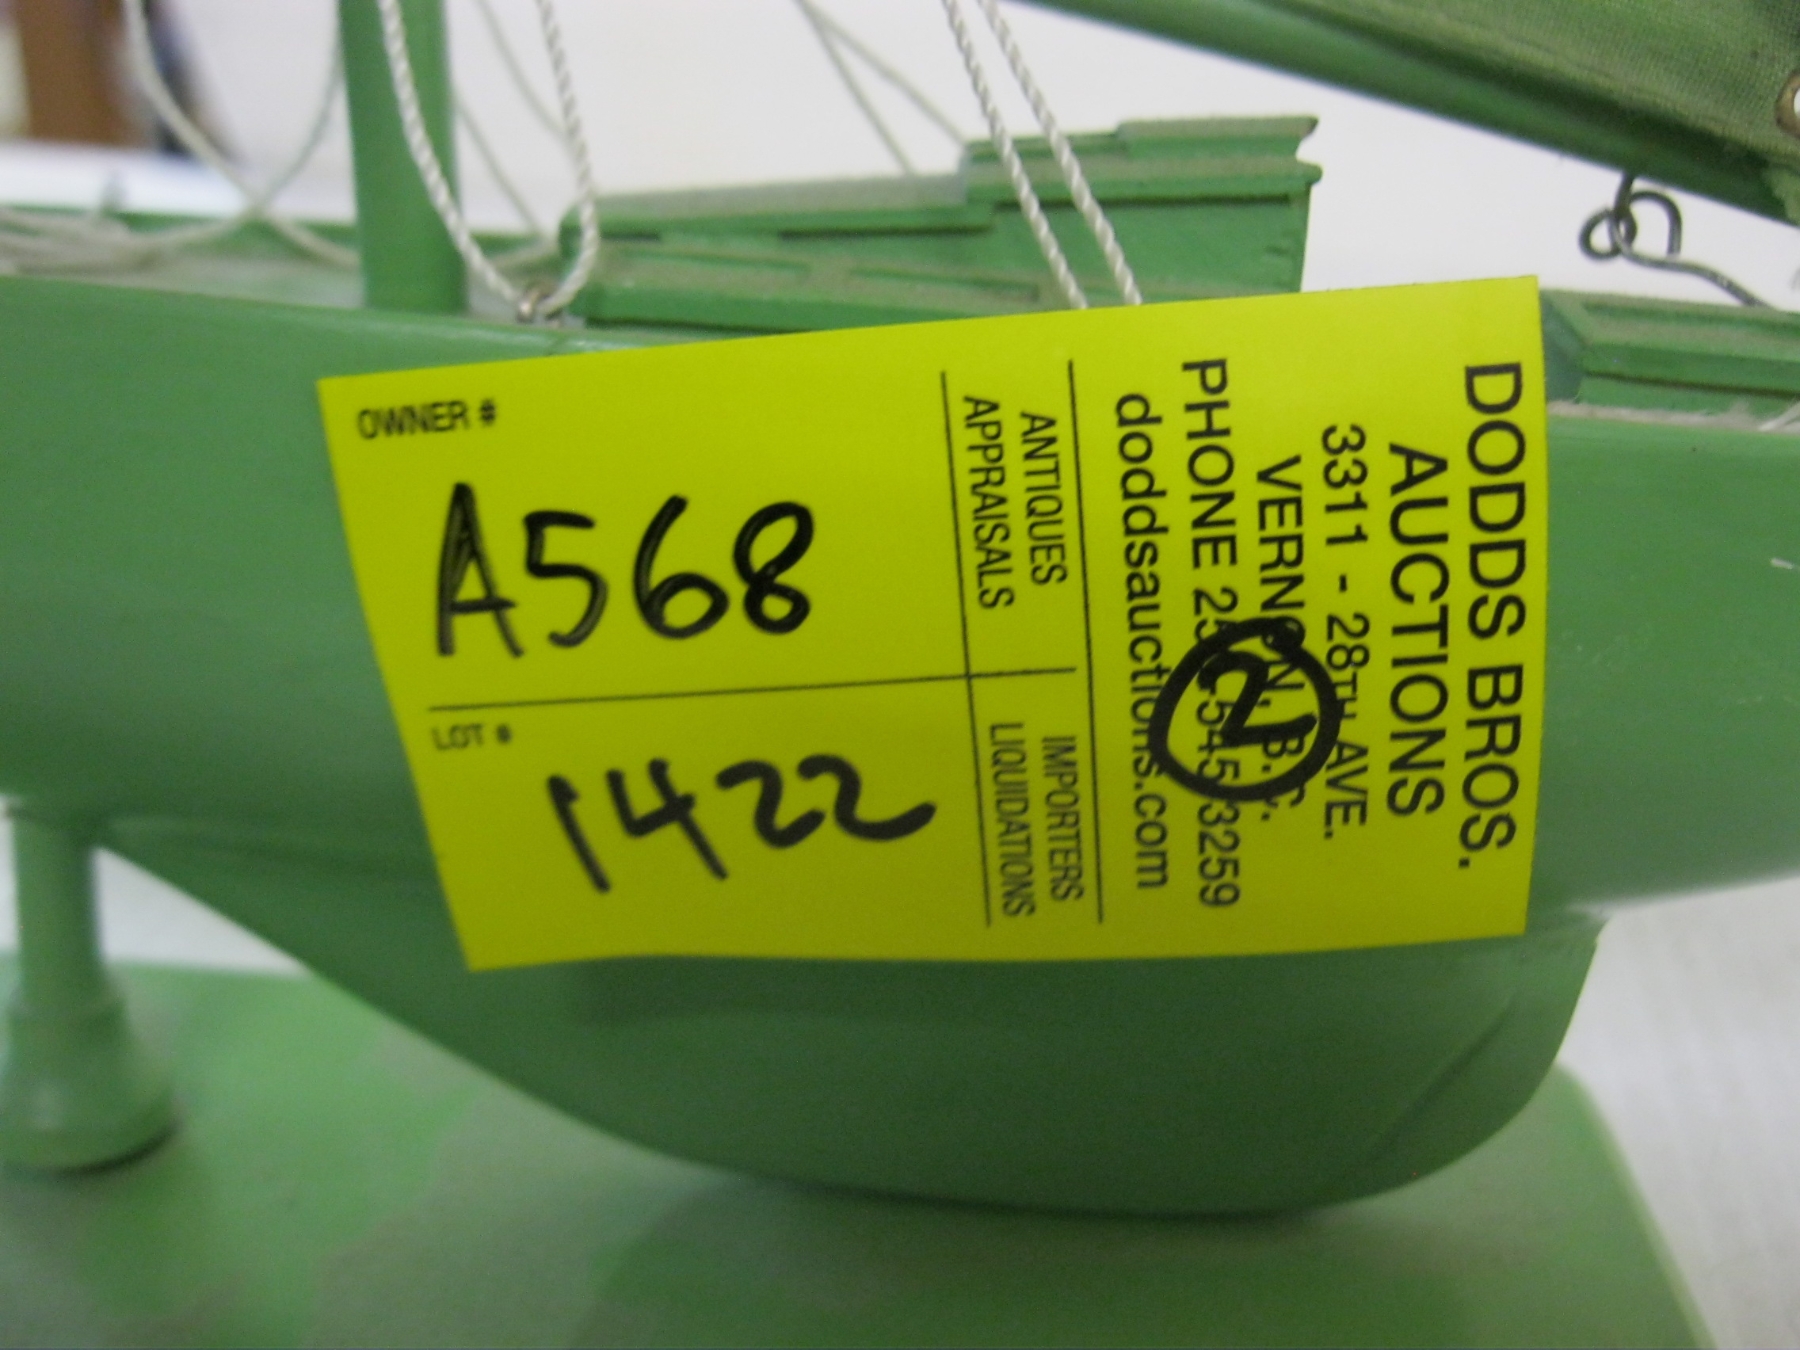 OWNER #
A568
LOT #
1422
ANTIQUES
APPRAISALS
IMPORTERS
LIQUIDATIONS
DODDS BROS.
AUCTIONS
3311 - 28TH AVE.
VERNON, B.C.
PHONE 25 -545-3259
doddsauctions.com
2